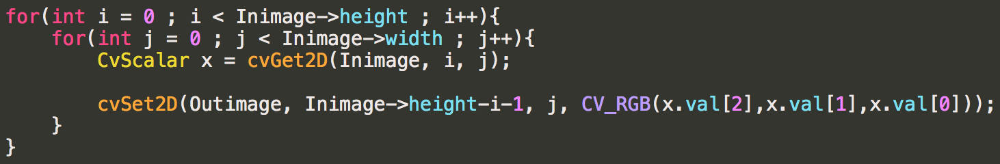 for(int i = 0 ; i < Inimage->height ; i++){
    for(int j = 0 ; j < Inimage->width ; j++){
        CvScalar x = cvGet2D(Inimage, i, j);

        cvSet2D(Outimage, Inimage->height-i-1, j, CV_RGB(x.val[2],x.val[1],x.val[0]));
    }
}